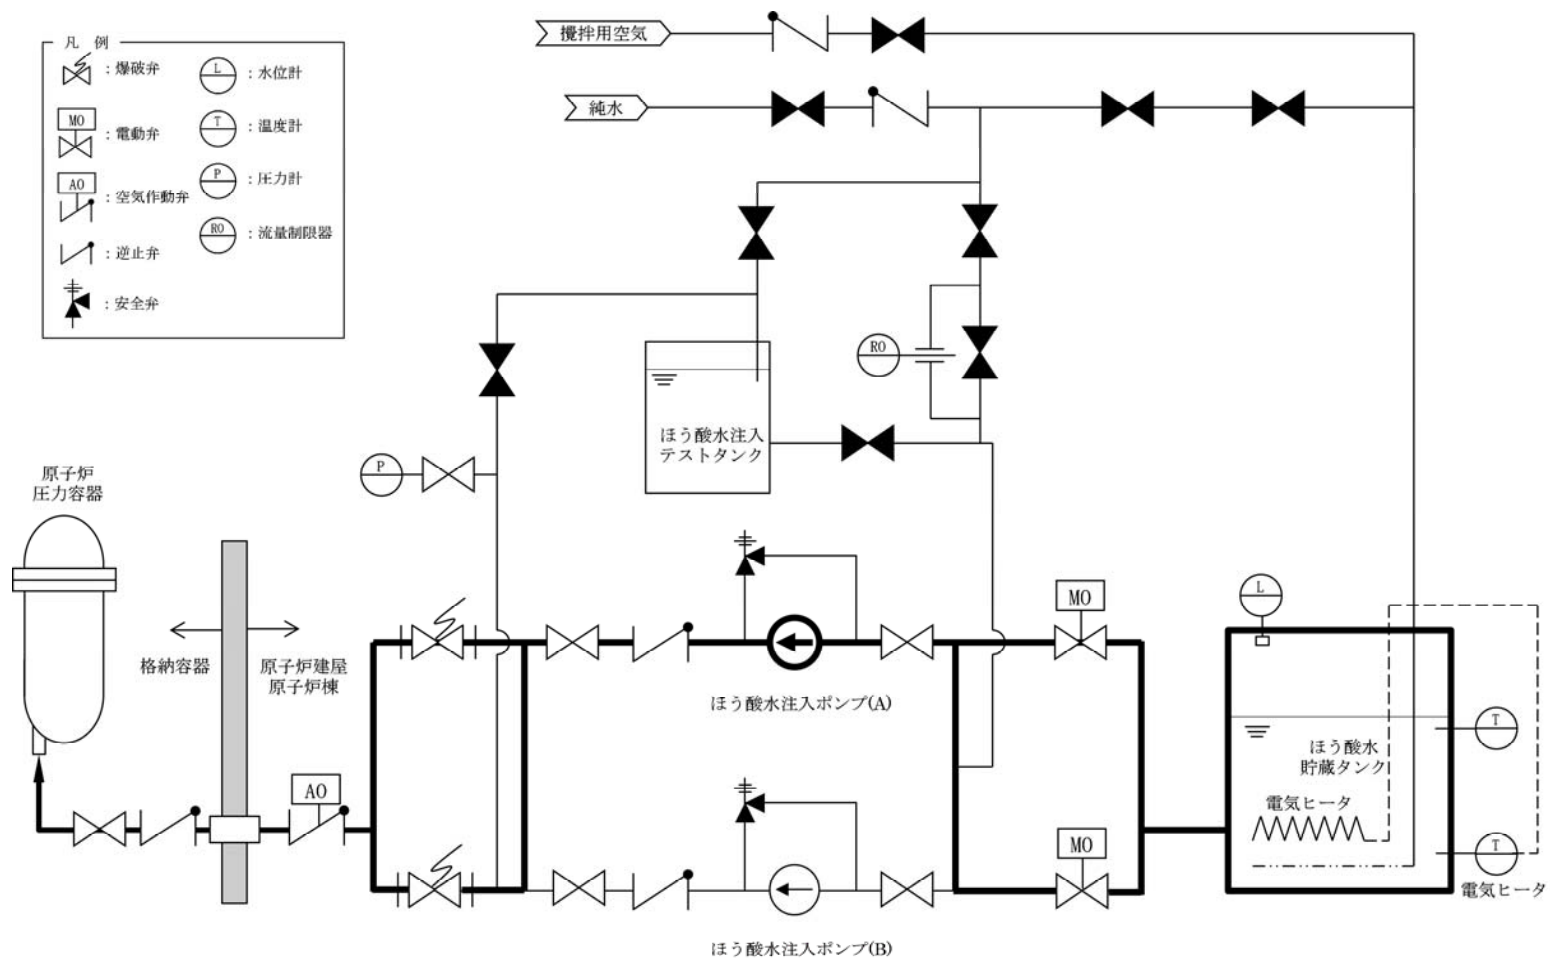 凡 例
：爆破弁
L
：水位計
MO
：電動弁
T
：温度計
AO
：空気作動弁
P
：圧力計
：逆止弁
RO
：流量制限器
：安全弁
攪拌用空気
純水
RO
ほう酸水注入
テストタンク
P
原子炉
圧力容器
格納容器
原子炉建屋
原子炉棟
AO
ほう酸水注入ポンプ(A)
ほう酸水注入ポンプ(B)
MO
MO
L
T
ほう酸水
貯蔵タンク
電気ヒータ
T
電気ヒータ